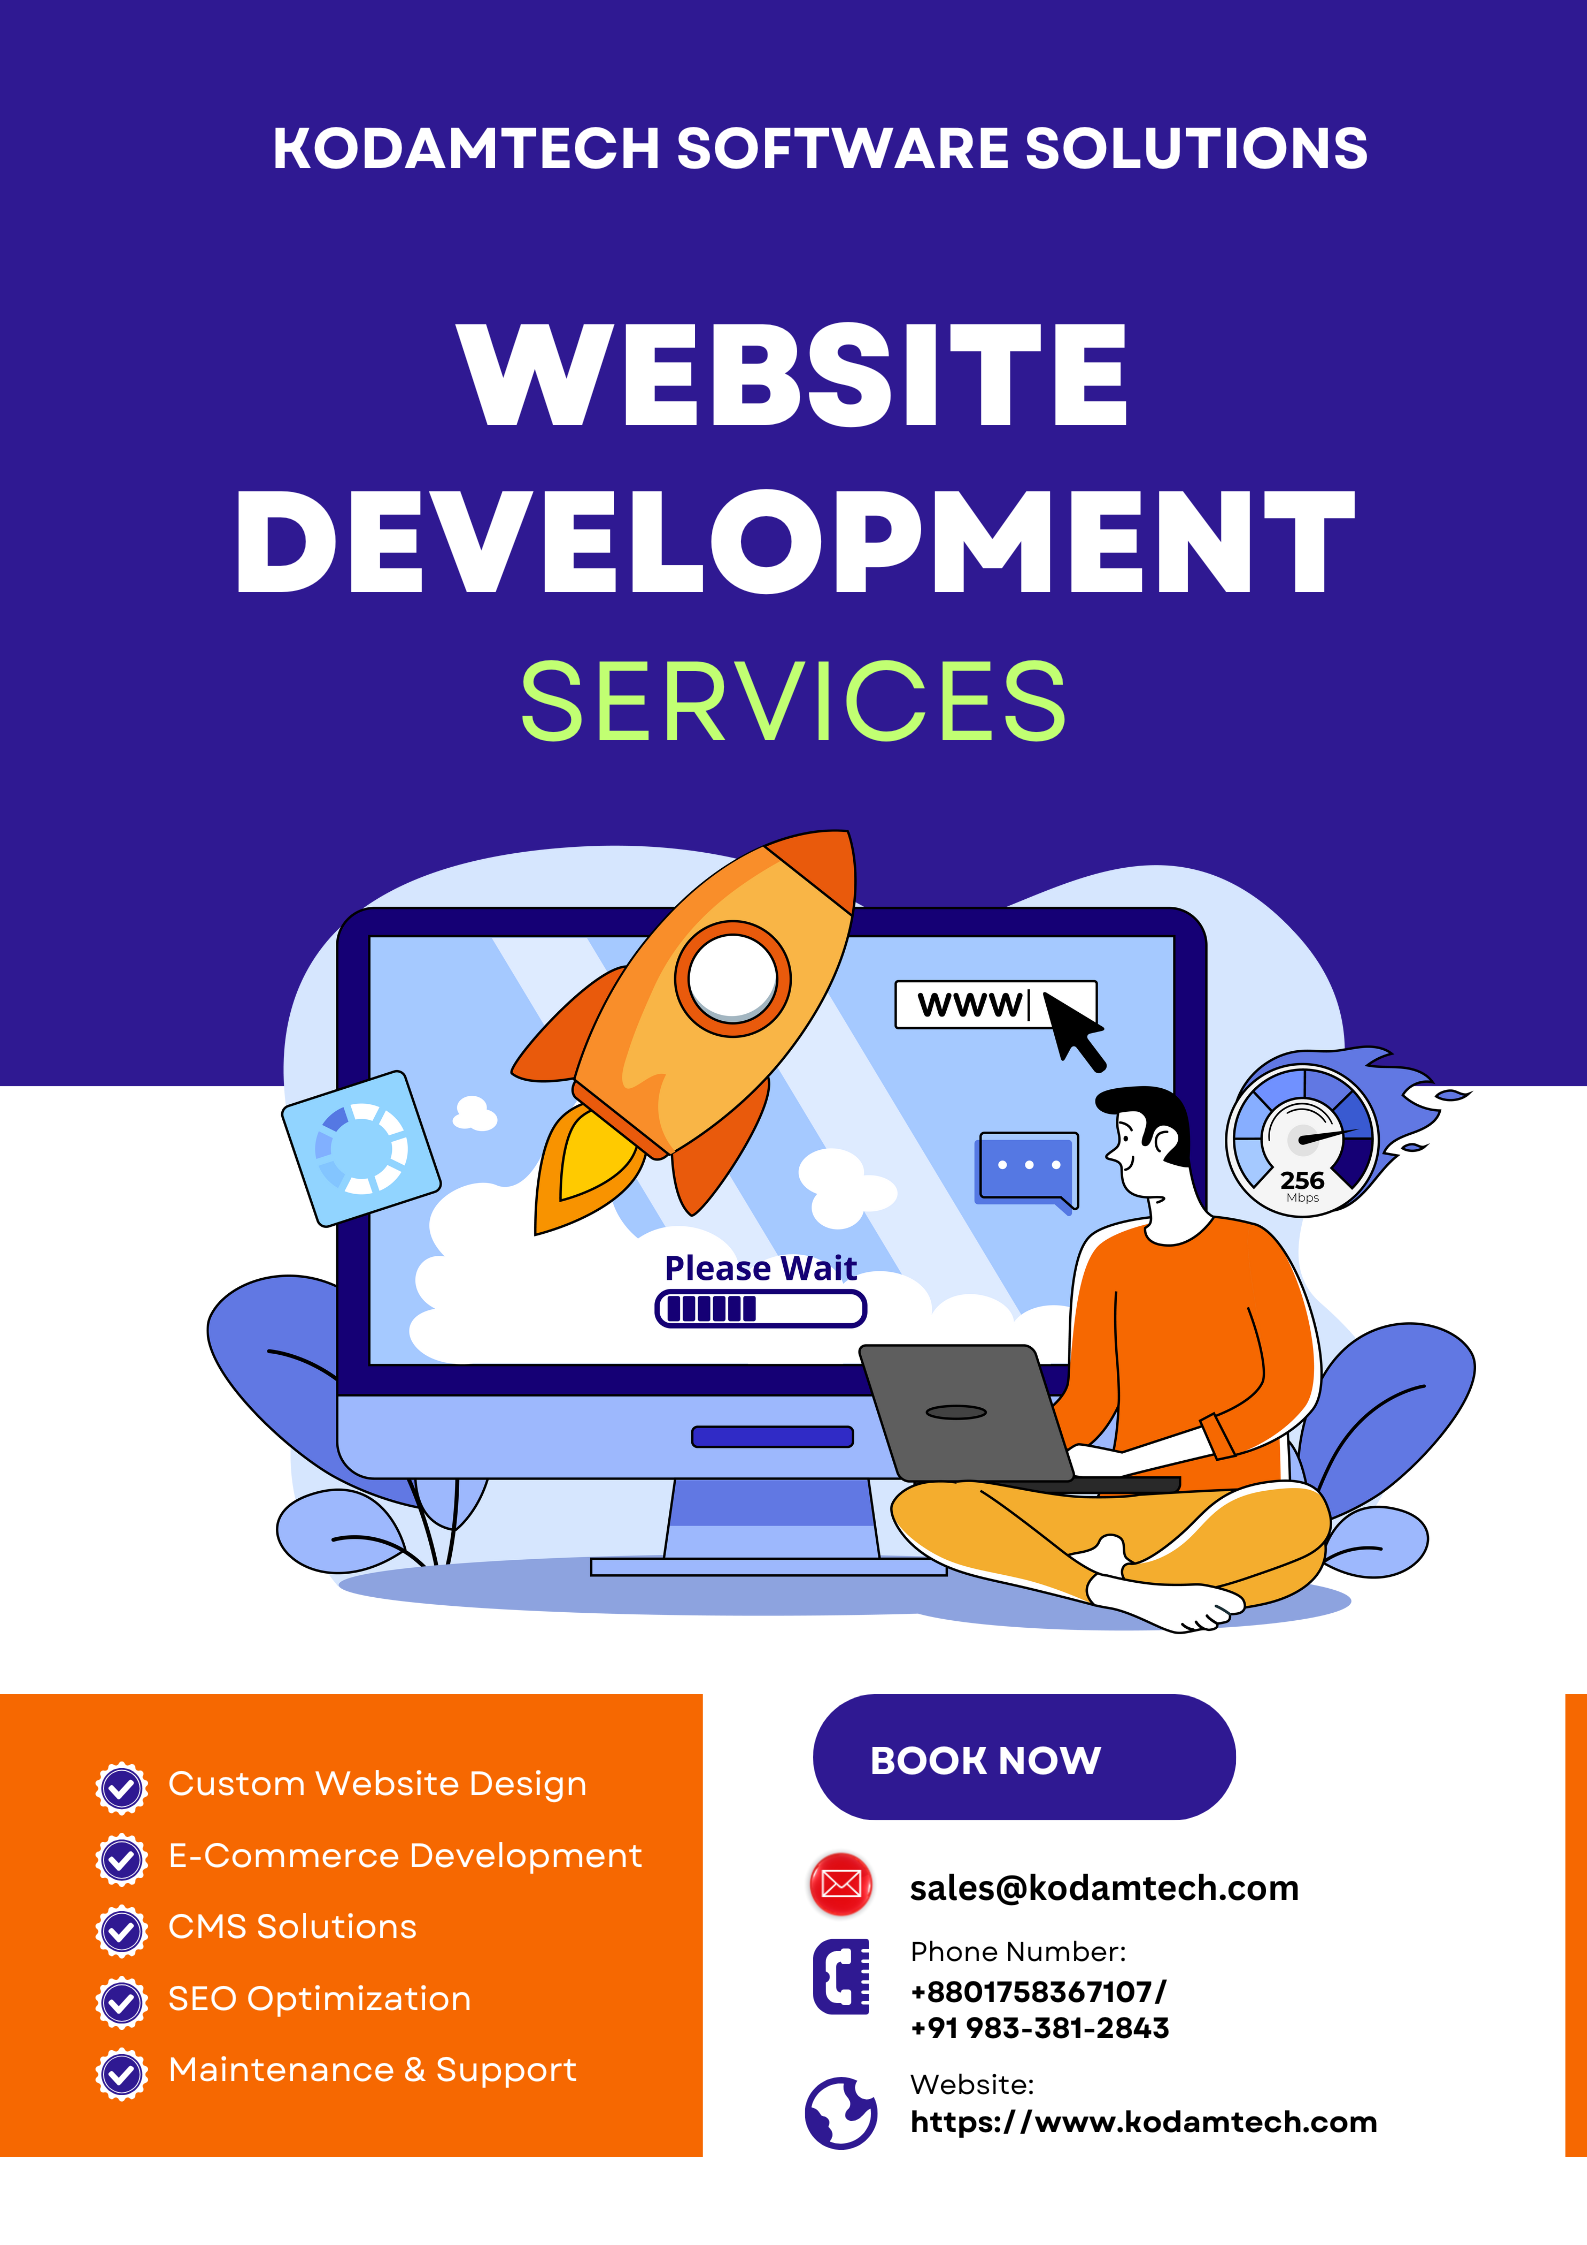 KODAMTECH SOFTWARE SOLUTIONS
WEBSITE
DEVELOPMENT
SERVICES
WWW
256
Mbps
Please Wait
Custom Website Design
E-Commerce Development
CMS Solutions
SEO Optimization
Maintenance & Support
BOOK NOW
sales@kodamtech.com
Phone Number:
+8801758367107/
+91 983-381-2843
Website:
https://www.kodamtech.com